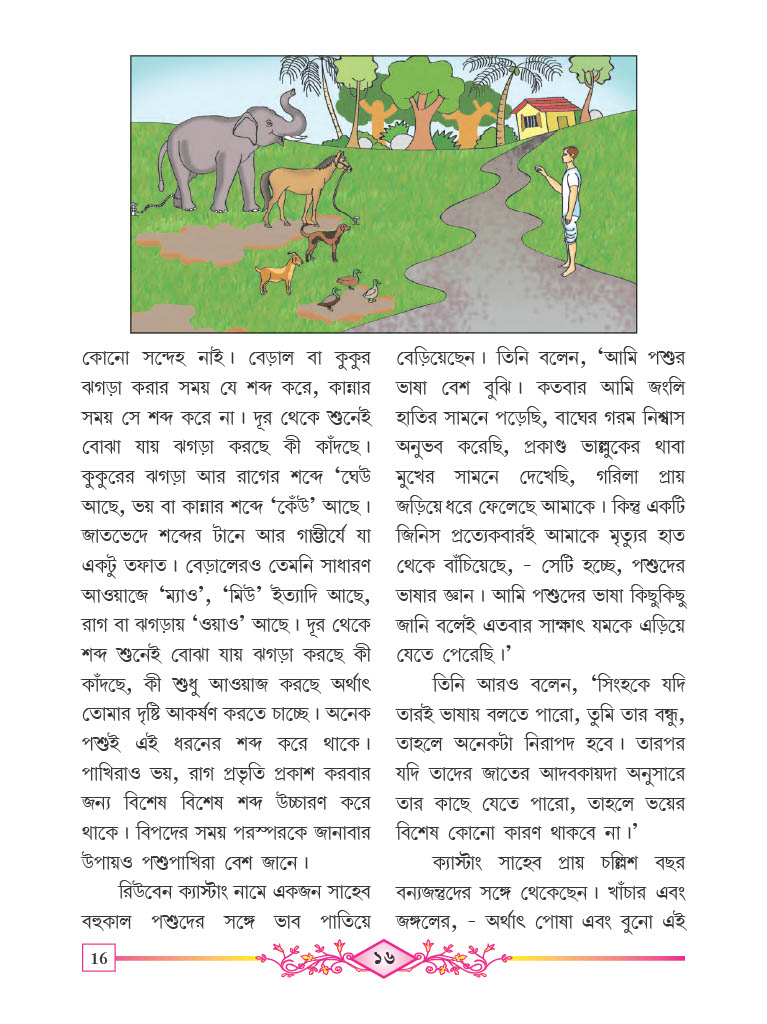 কোনো সন্দেহ নাই। বেড়াল বা কুকুর
ঝগড়া করার সময় যে শব্দ করে, কান্নার
সময় সে শব্দ করে না। দূর থেকে শুনেই
বোঝা যায় ঝগড়া করছে কী কাঁদছে।
কুকুরের ঝগড়া আর রাগের শব্দে ‘ঘেউ
আছে, ভয় বা কান্নার শব্দে ‘কেঁউ’ আছে।
জাতভেদে শব্দের টানে আর গাম্ভীর্যে যা
একটু তফাত। বেড়ালেরও তেমনি সাধারণ
আওয়াজে ‘ম্যাও’, ‘মিউ’ ইত্যাদি আছে,
রাগ বা ঝগড়ায় ‘ওয়াও’ আছে। দূর থেকে
শব্দ শুনেই বোঝা যায় ঝগড়া করছে কী
কাঁদছে, কী শুধু আওয়াজ করছে অর্থাৎ
তোমার দৃষ্টি আকর্ষণ করতে চাচ্ছে। অনেক
পশুই এই ধরনের শব্দ করে থাকে।
পাখিরাও ভয়, রাগ প্রভৃতি প্রকাশ করবার
জন্য বিশেষ বিশেষ শব্দ উচ্চারণ করে
থাকে। বিপদের সময় পরস্পরকে জানাবার
উপায়ও পশুপাখিরা বেশ জানে।
রিউবেন ক্যাস্টাং নামে একজন সাহেব
বহুকাল পশুদের সঙ্গে ভাব পাতিয়ে
বেড়িয়েছেন। তিনি বলেন, ‘আমি পশুর
ভাষা বেশ বুঝি। কতবার আমি জংলি
হাতির সামনে পড়েছি, বাঘের গরম নিশ্বাস
অনুভব করেছি, প্রকাণ্ড ভাল্লুকের থাবা
মুখের সামনে দেখেছি, গরিলা প্রায়
জড়িয়েধরে ফেলেছে আমাকে। কিন্তু একটি
জিনিস প্রত্যেকবারই আমাকে মৃত্যুর হাত
থেকে বাঁচিয়েছে, - সেটি হচ্ছে, পশুদের
ভাষার জ্ঞান। আমি পশুদের ভাষা কিছুকিছু
জানি বলেই এতবার সাক্ষাৎ যমকে এড়িয়ে
যেতে পেরেছি।’
তিনি আরও বলেন, ‘সিংহকে যদি
তারই ভাষায় বলতে পারো, তুমি তার বন্ধু,
তাহলে অনেকটা নিরাপদ হবে। তারপর
যদি তাদের জাতের আদবকায়দা অনুসারে
তার কাছে যেতে পারো, তাহলে ভয়ের
বিশেষ কোনো কারণ থাকবে না।’
ক্যাস্টাং সাহেব প্রায় চল্লিশ বছর
বন্যজন্তুদের সঙ্গে থেকেছেন। খাঁচার এবং
জঙ্গলের, - অর্থাৎ পোষা এবং বুনো এই
16
১৬